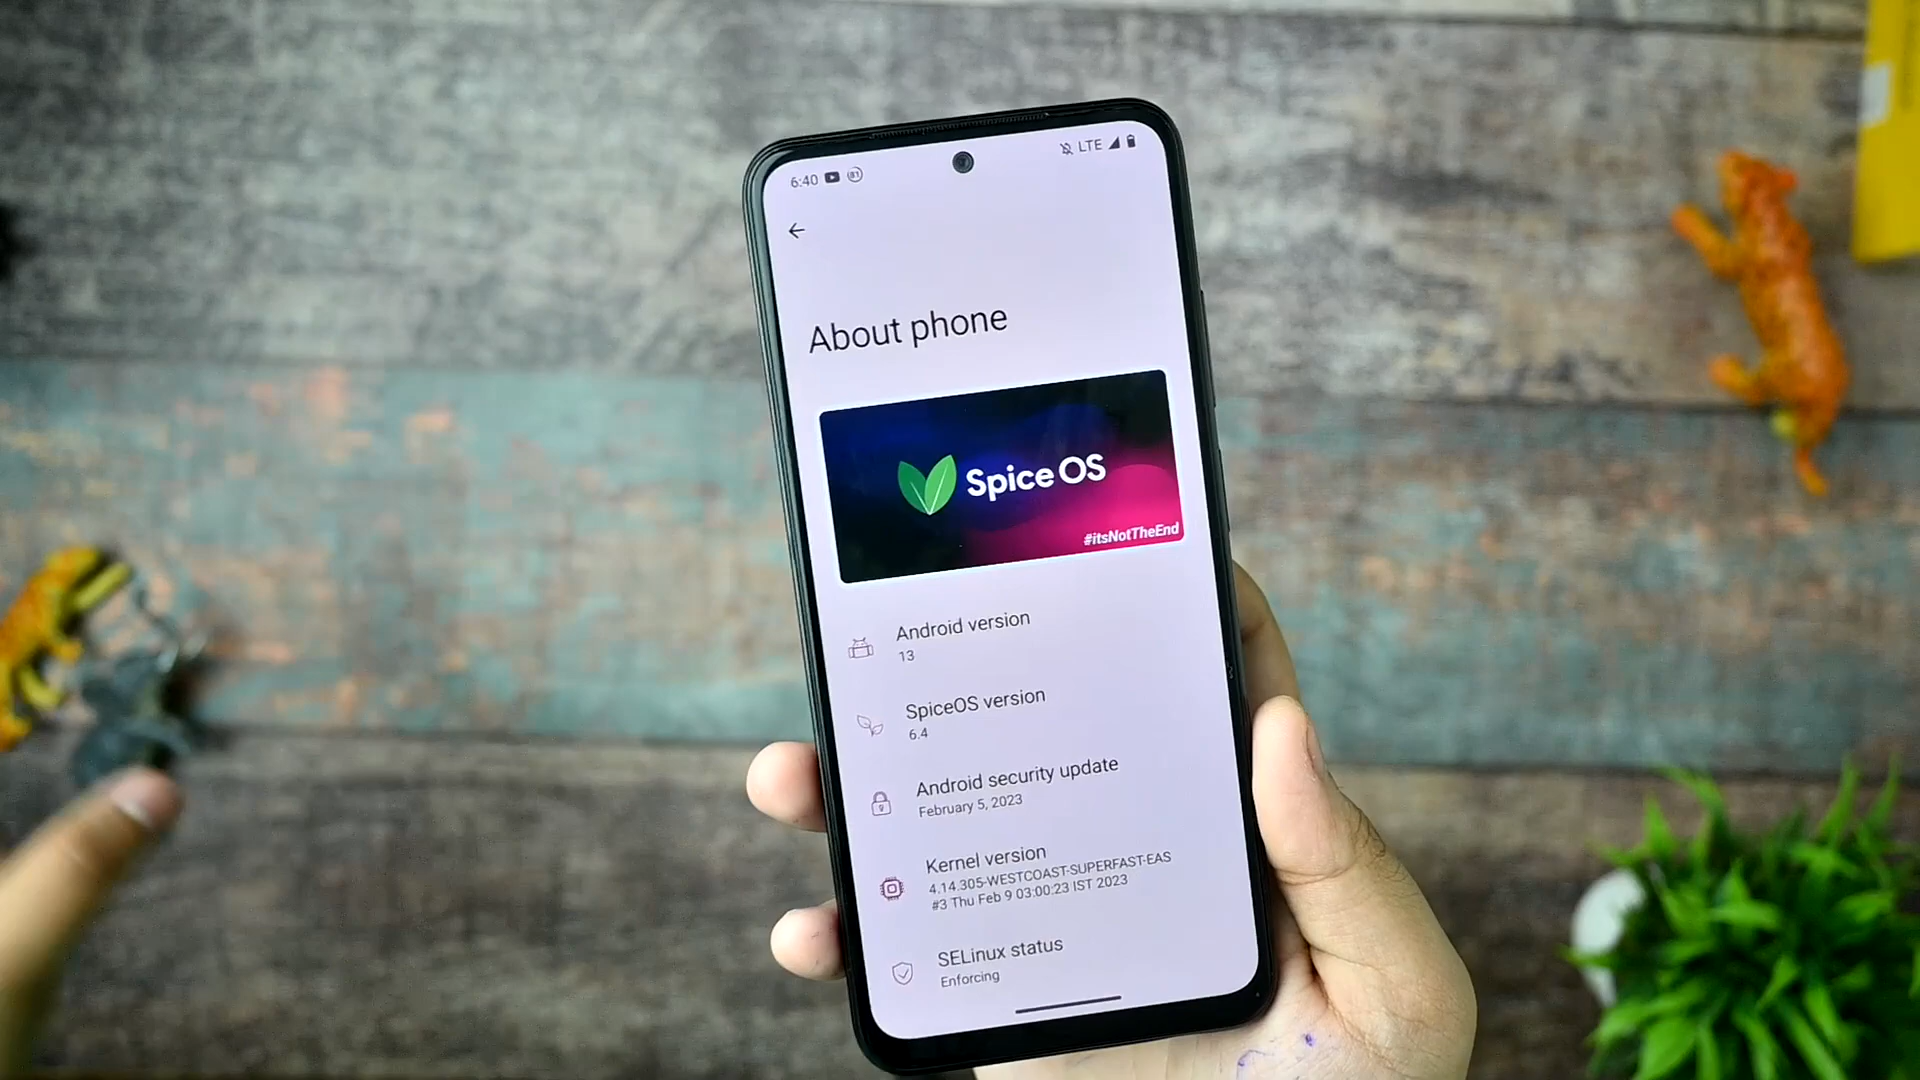 6:40
LTE
About phone
Spice OS
#itsNotTheEnd
Android version
13
SpiceOS version
6.4
Android security update
February 5, 2023
Kernel version
4.14.305-WESTCOAST-SUPERFAST-EAS
#3 Thu Feb 9 03:00:23 IST 2023
SELinux status
Enforcing